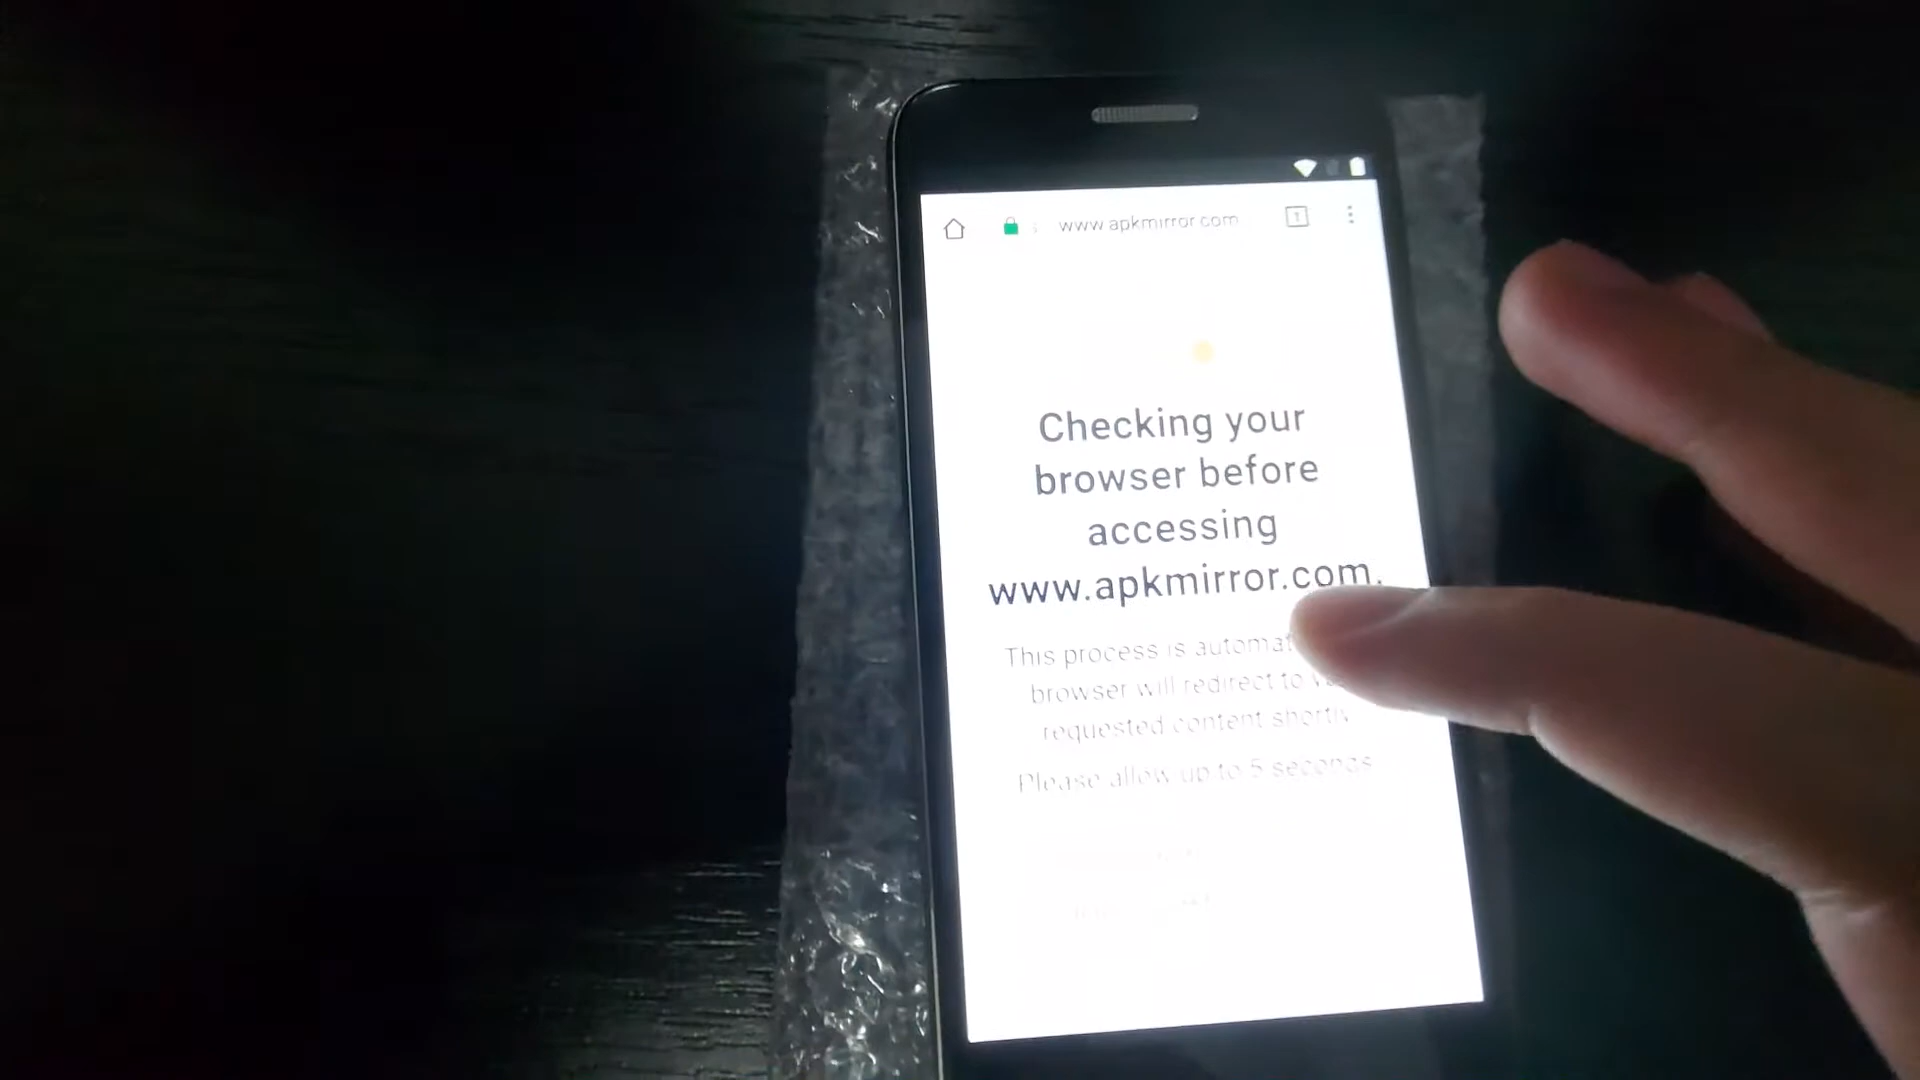 www.apkmirror.com
Checking your
browser before
accessing
www.apkmirror.com.
This process is automat
browser will redirect to
requested content shortly
Please allow up to 5 seconds